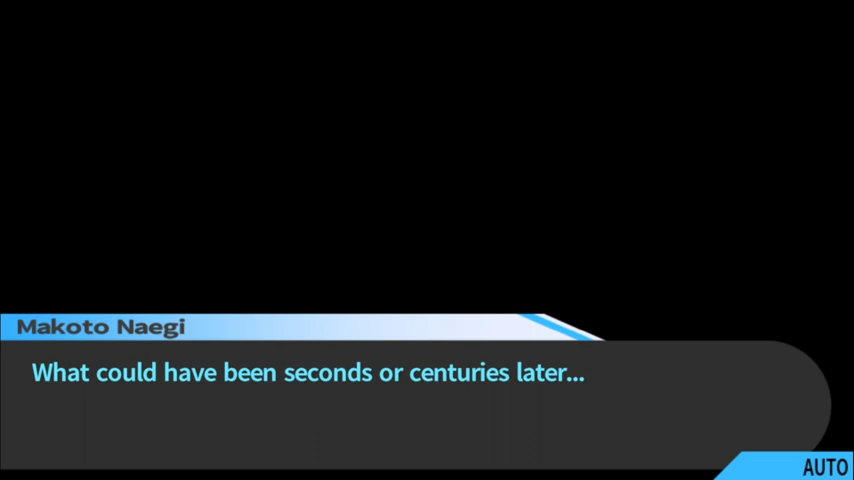 Makoto Naegi
What could have been seconds or centuries later...
AUTO